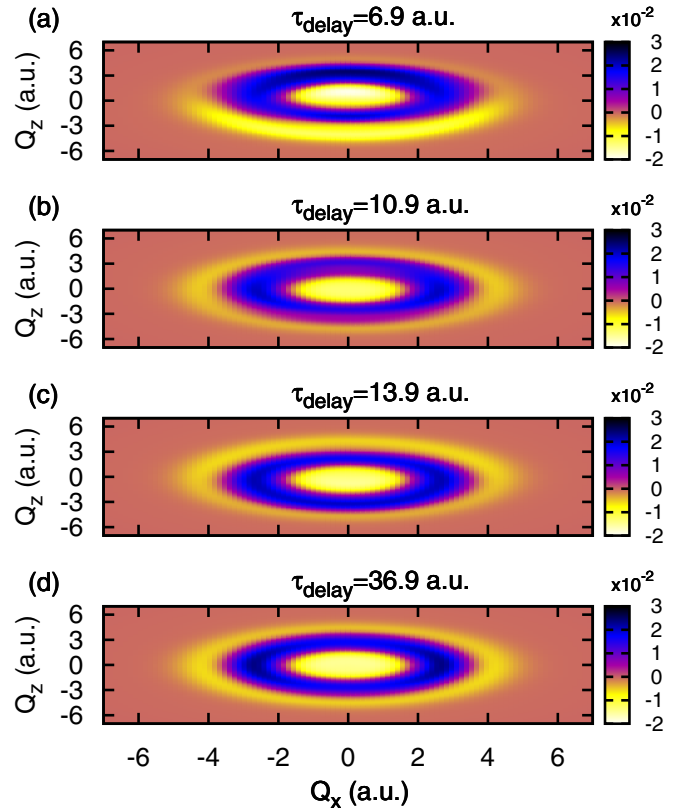 (a) τdelay=6.9 a.u. x10⁻²
6 3 0 -3 -6
Qz (a.u.)
3 2 1 0 -1 -2
(b) τdelay=10.9 a.u. x10⁻²
6 3 0 -3 -6
Qz (a.u.)
3 2 1 0 -1 -2
(c) τdelay=13.9 a.u. x10⁻²
6 3 0 -3 -6
Qz (a.u.)
3 2 1 0 -1 -2
(d) τdelay=36.9 a.u. x10⁻²
6 3 0 -3 -6
Qz (a.u.)
3 2 1 0 -1 -2
-6 -4 -2 0 2 4 6
Qx (a.u.)